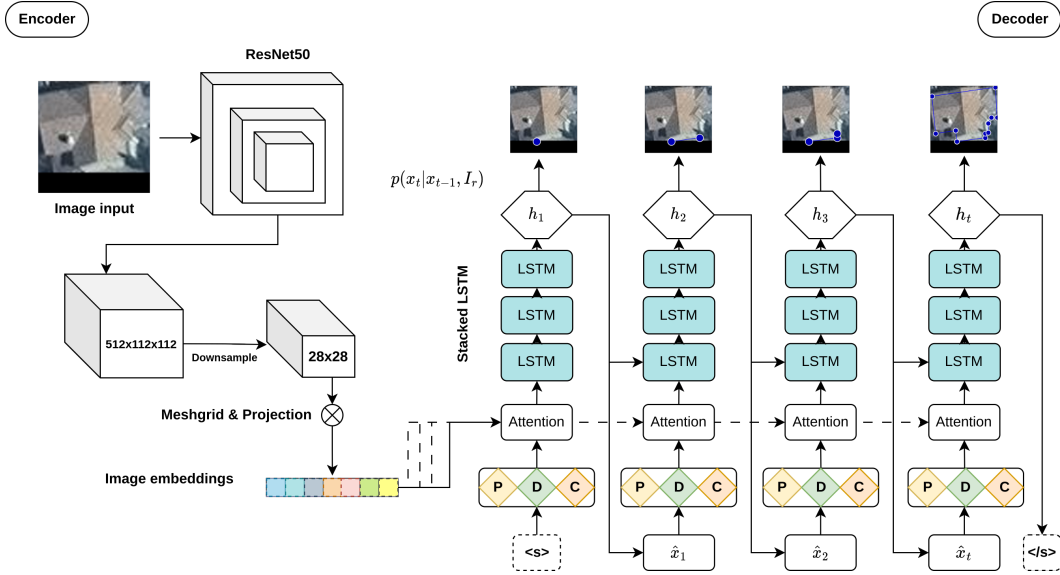 Encoder
Decoder
ResNet50
Image input
512x112x112
Downsample
28x28
Meshgrid & Projection
Image embeddings
p(x_t|x_{t-1}, I_r)
Stacked LSTM
h_1
h_2
h_3
h_t
LSTM
LSTM
LSTM
LSTM
LSTM
LSTM
LSTM
LSTM
LSTM
LSTM
LSTM
LSTM
Attention
Attention
Attention
Attention
P D C
P D C
P D C
P D C
<s>
x̂_1
x̂_2
x̂_t
</s>